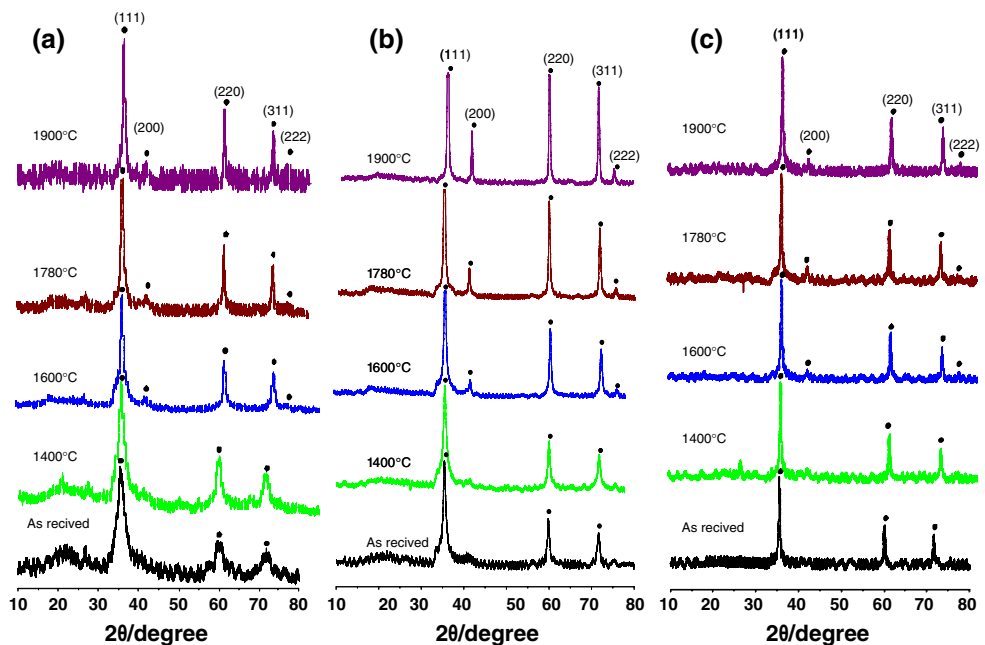 (a)
(111)
(200)
(220)
(311)
(222)
1900°C
1780°C
1600°C
1400°C
As recived
10 20 30 40 50 60 70 80
2θ/degree
(b)
(111)
(200)
(220)
(311)
(222)
1900°C
1780°C
1600°C
1400°C
As recived
10 20 30 40 50 60 70 80
2θ/degree
(c)
(111)
(200)
(220)
(311)
(222)
1900°C
1780°C
1600°C
1400°C
As recived
10 20 30 40 50 60 70 80
2θ/degree